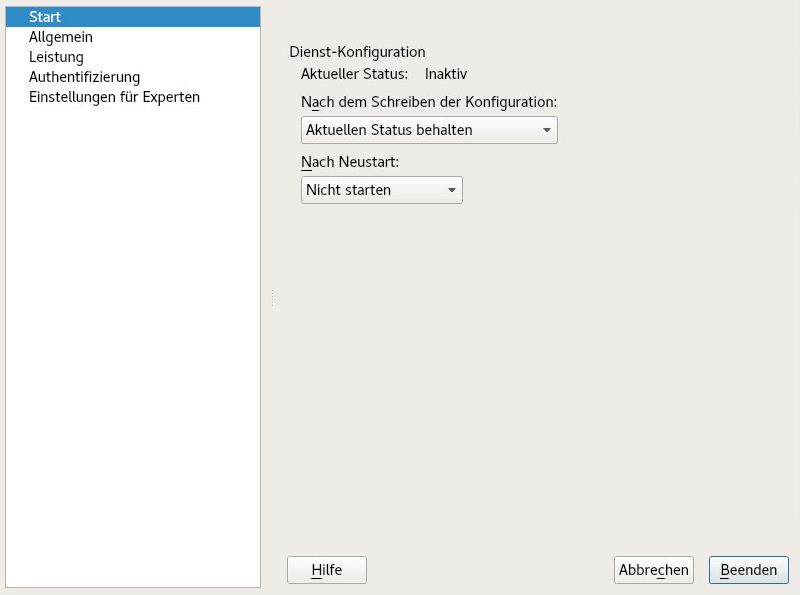 Start
Allgemein
Leistung
Authentifizierung
Einstellungen für Experten
Dienst-Konfiguration
Aktueller Status: Inaktiv
Nach dem Schreiben der Konfiguration:
Aktuellen Status behalten
Nach Neustart:
Nicht starten
Hilfe Abbrechen Beenden